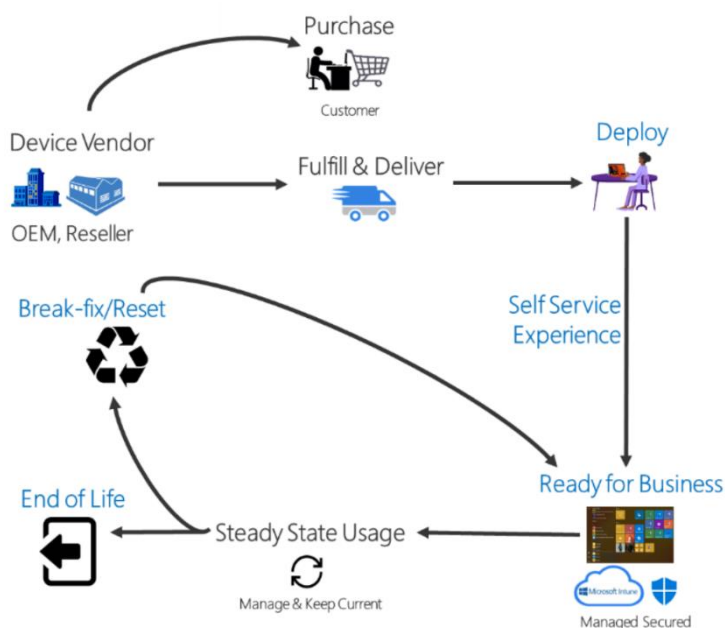 Purchase
Customer
Device Vendor
OEM, Reseller
Fulfill & Deliver
Deploy
Self Service
Experience
Break-fix/Reset
Ready for Business
Microsoft Intune
Managed Secured
Steady State Usage
Manage & Keep Current
End of Life